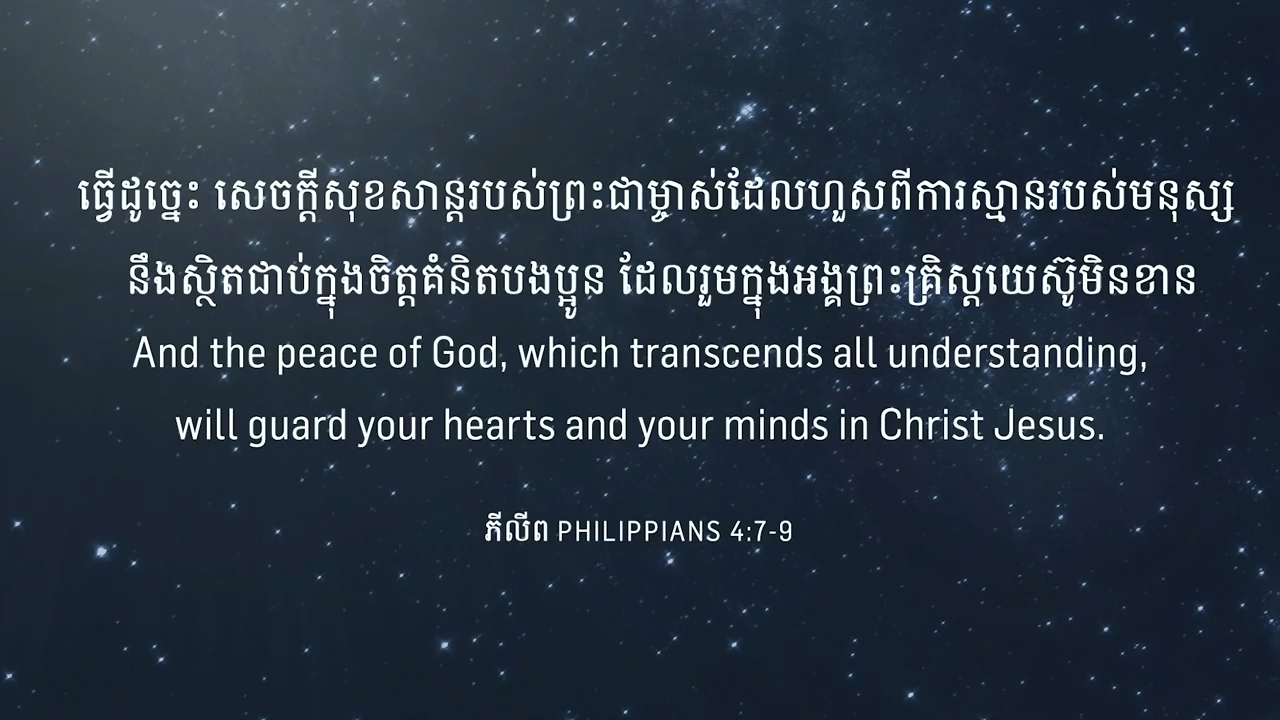 ធ្វើដូច្នេះ សេចក្ដីសុខសាន្តរបស់ព្រះជាម្ចាស់ដែលហួសពីការស្មានរបស់មនុស្ស
នឹងស្ថិតជាប់ក្នុងចិត្តគំនិតបងប្អូន ដែលរួមក្នុងអង្គព្រះគ្រិស្តយេស៊ូមិនខាន
And the peace of God, which transcends all understanding,
will guard your hearts and your minds in Christ Jesus.
ភីលីព PHILIPPIANS 4:7-9